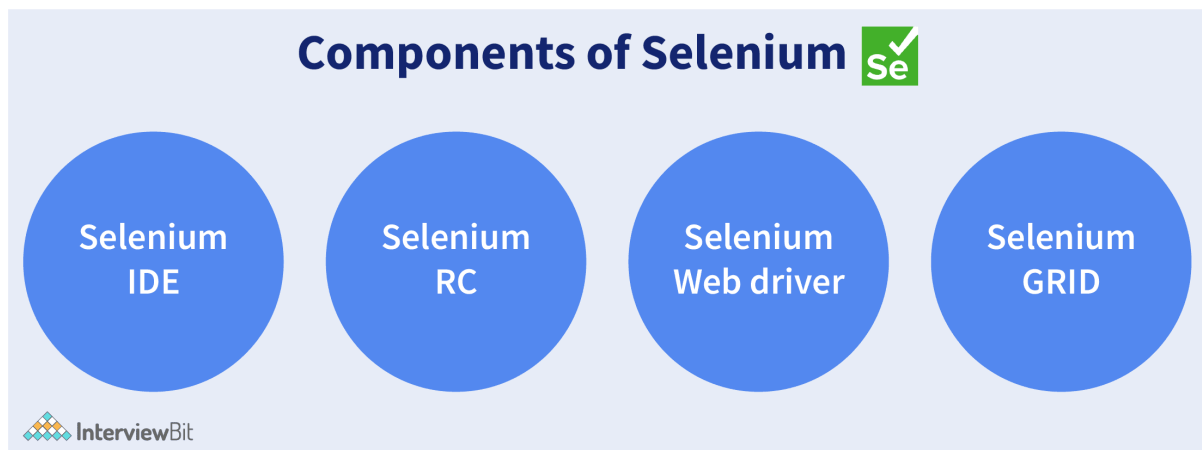 Components of Selenium
Se
Selenium
IDE
Selenium
RC
Selenium
Web driver
Selenium
GRID
InterviewBit